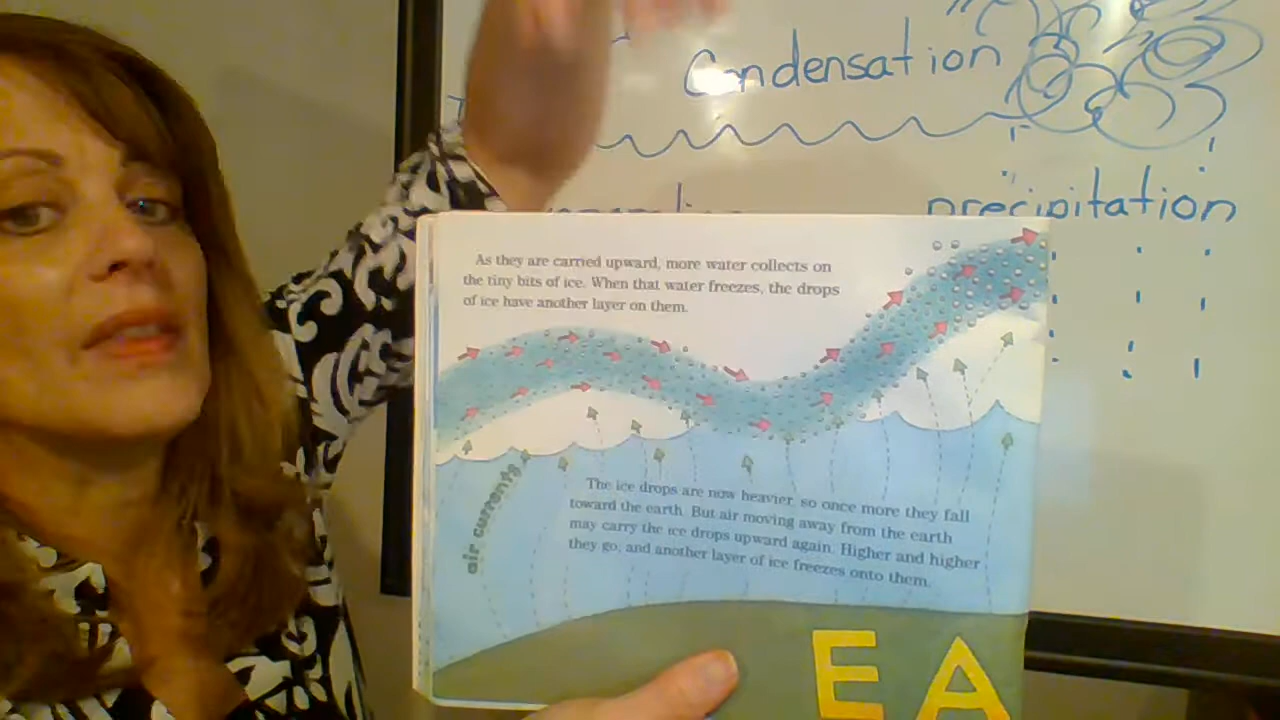 Condensation
precipitation
As they are carried upward, more water collects on
the tiny bits of ice. When that water freezes, the drops
of ice have another layer on them.
air currents
The ice drops are now heavier, so once more they fall
toward the earth. But air moving away from the earth
may carry the ice drops upward again. Higher and higher
they go, and another layer of ice freezes onto them.
EA